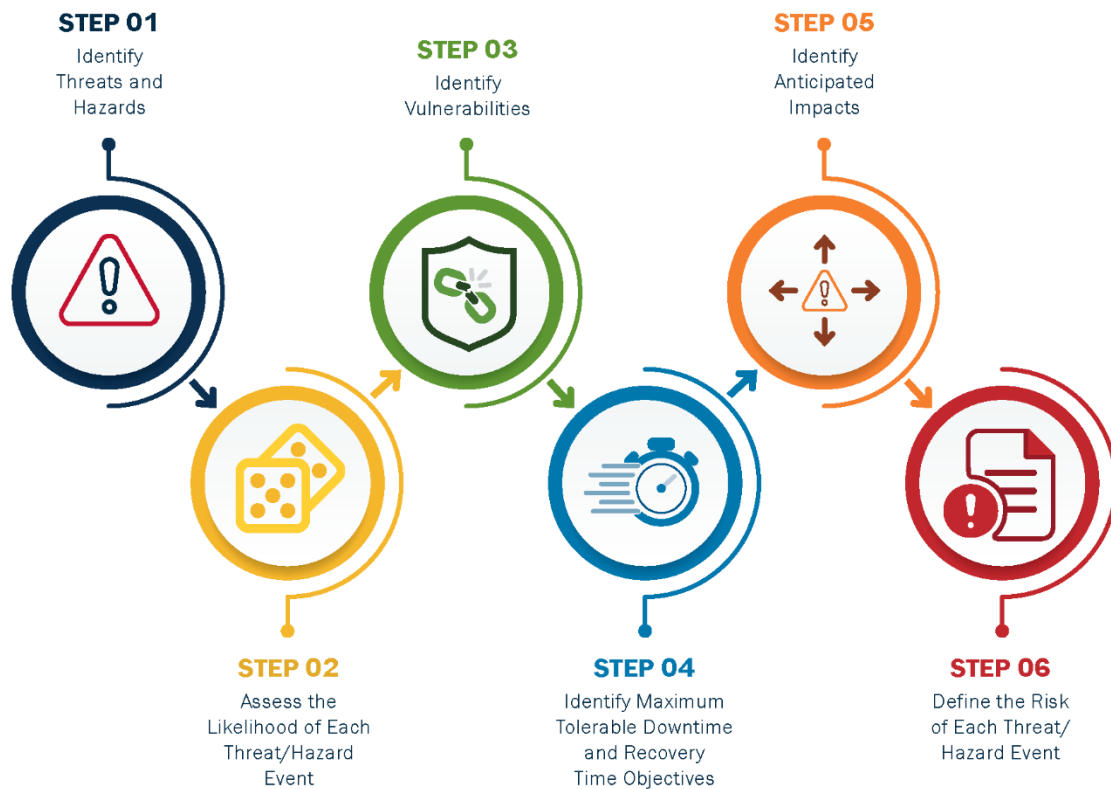 STEP 01
Identify
Threats and
Hazards
STEP 02
Assess the
Likelihood of Each
Threat/Hazard
Event
STEP 03
Identify
Vulnerabilities
STEP 04
Identify Maximum
Tolerable Downtime
and Recovery
Time Objectives
STEP 05
Identify
Anticipated
Impacts
STEP 06
Define the Risk
of Each Threat/
Hazard Event